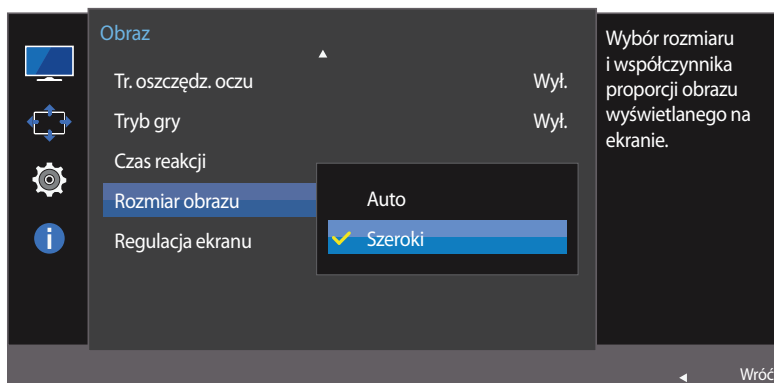 Obraz
Tr. oszczędz. oczu Wył.
Tryb gry Wył.
Czas reakcji
Rozmiar obrazu
Auto
Szeroki
Regulacja ekranu
Wybór rozmiaru
i współczynnika
proporcji obrazu
wyświetlanego na
ekranie.
Wróć